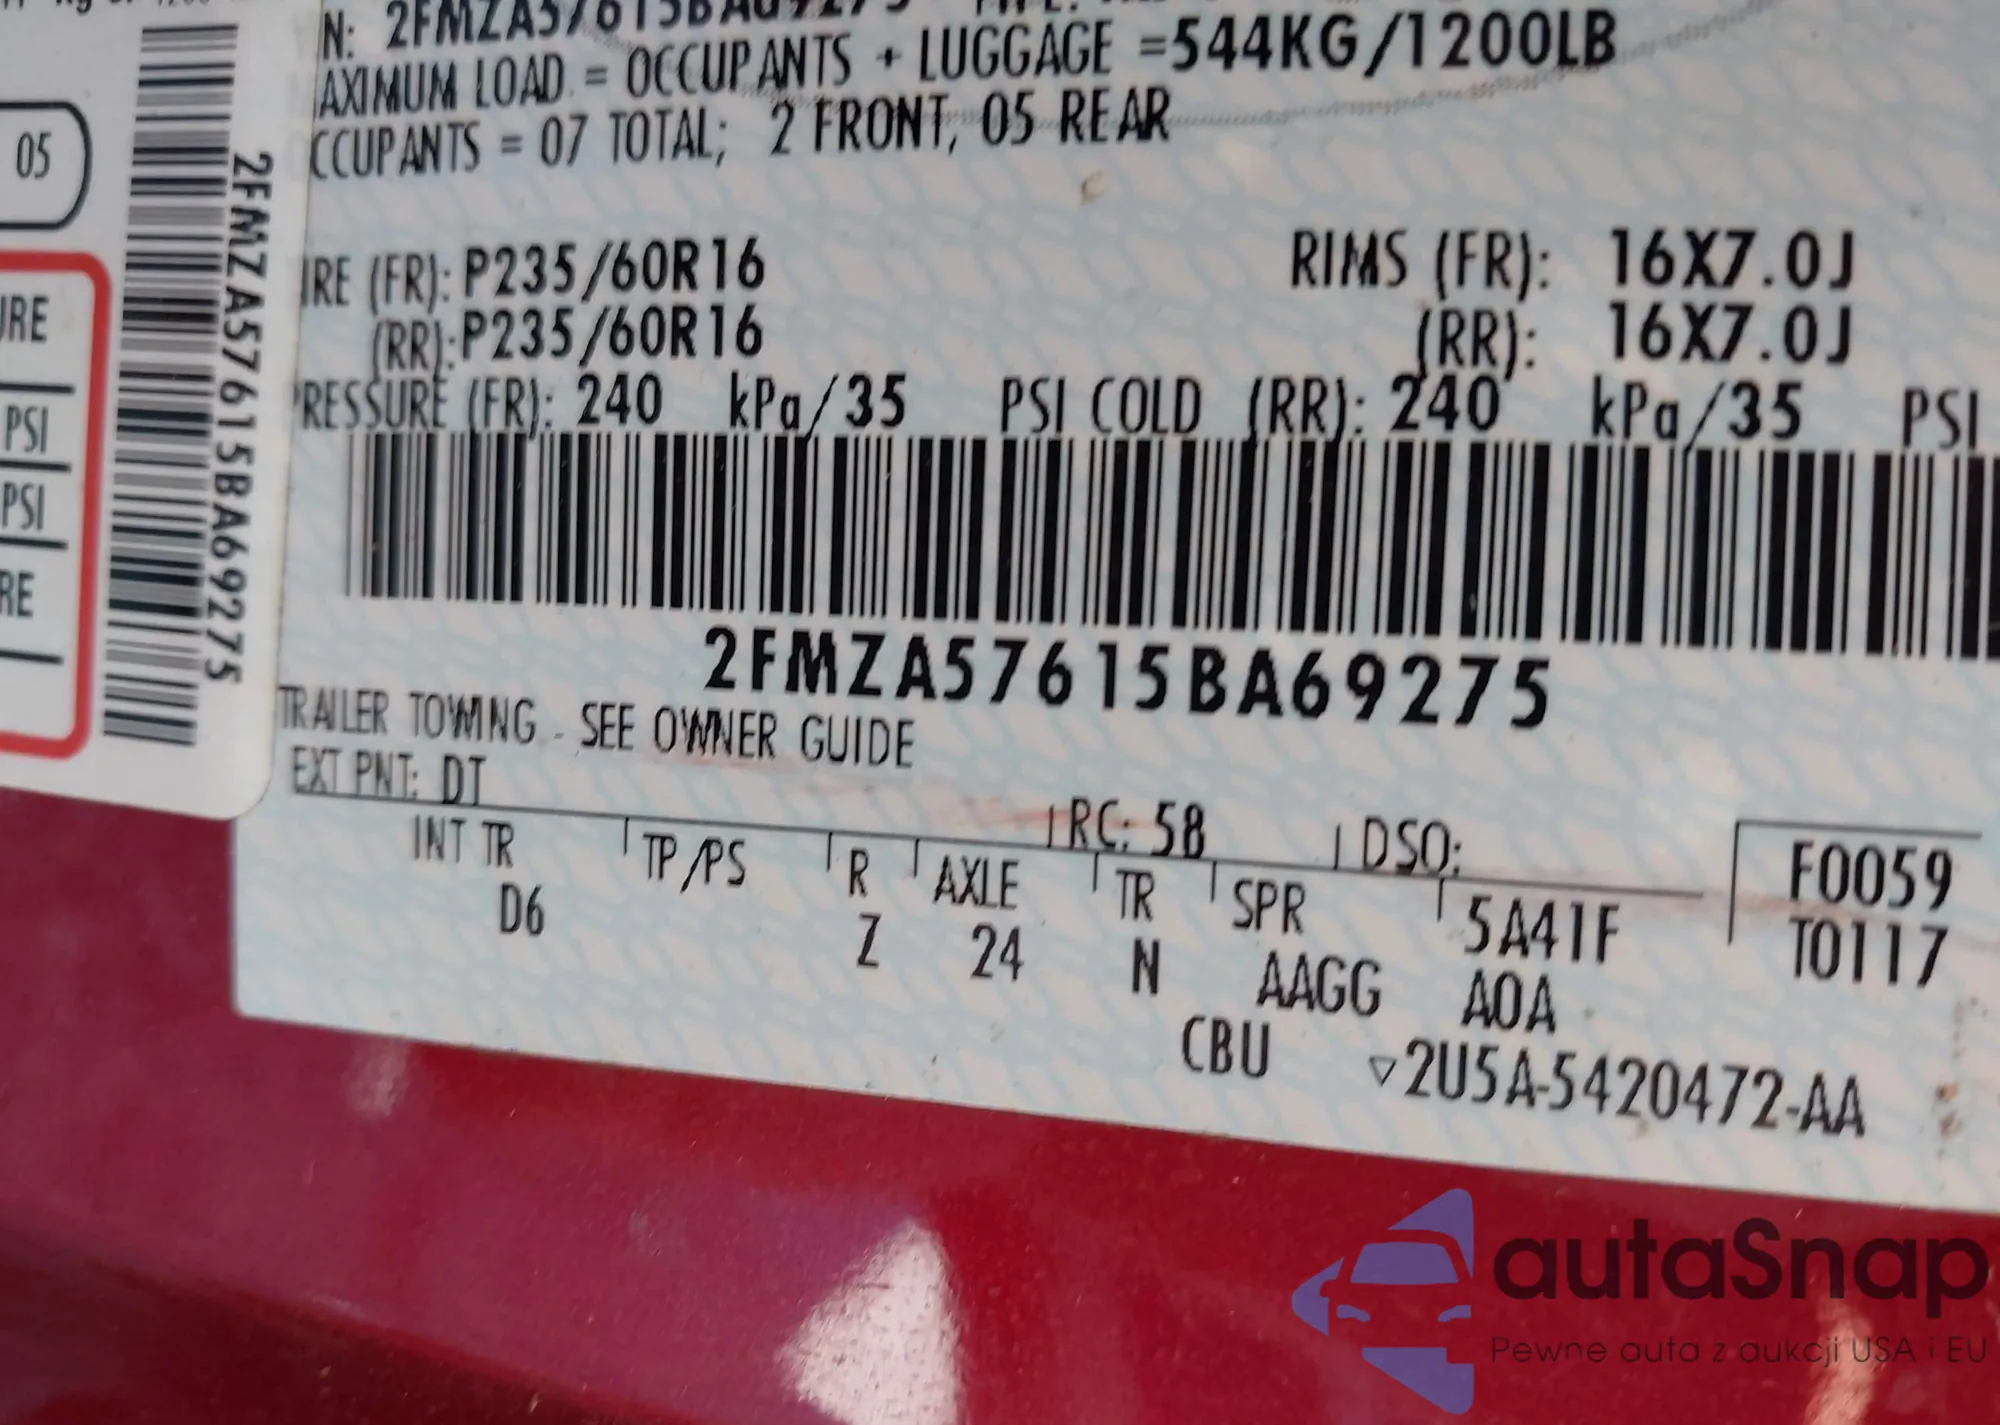 05
URE
PSI
PSI
RE
2FMZA57615BA69275
N: 2FMZA57615BA69275
AXIMUM LOAD = OCCUPANTS + LUGGAGE =544KG/1200LB
CCUPANTS = 07 TOTAL; 2 FRONT, 05 REAR
IRE (FR): P235/60R16 RIMS (FR): 16X7.0J
(RR): P235/60R16 (RR): 16X7.0J
PRESSURE (FR): 240 kPa/35 PSI COLD (RR): 240 kPa/35 PSI
2FMZA57615BA69275
TRAILER TOWING - SEE OWNER GUIDE
EXT PNT: DT RC: 58 DSO: F0059
INT TR TP/PS R AXLE TR SPR 5A41F T0117
D6 Z 24 N AAGG A0A
CBU ▽2U5A-5420472-AA
autaSnap
Pewne auta z aukcji USA i EU